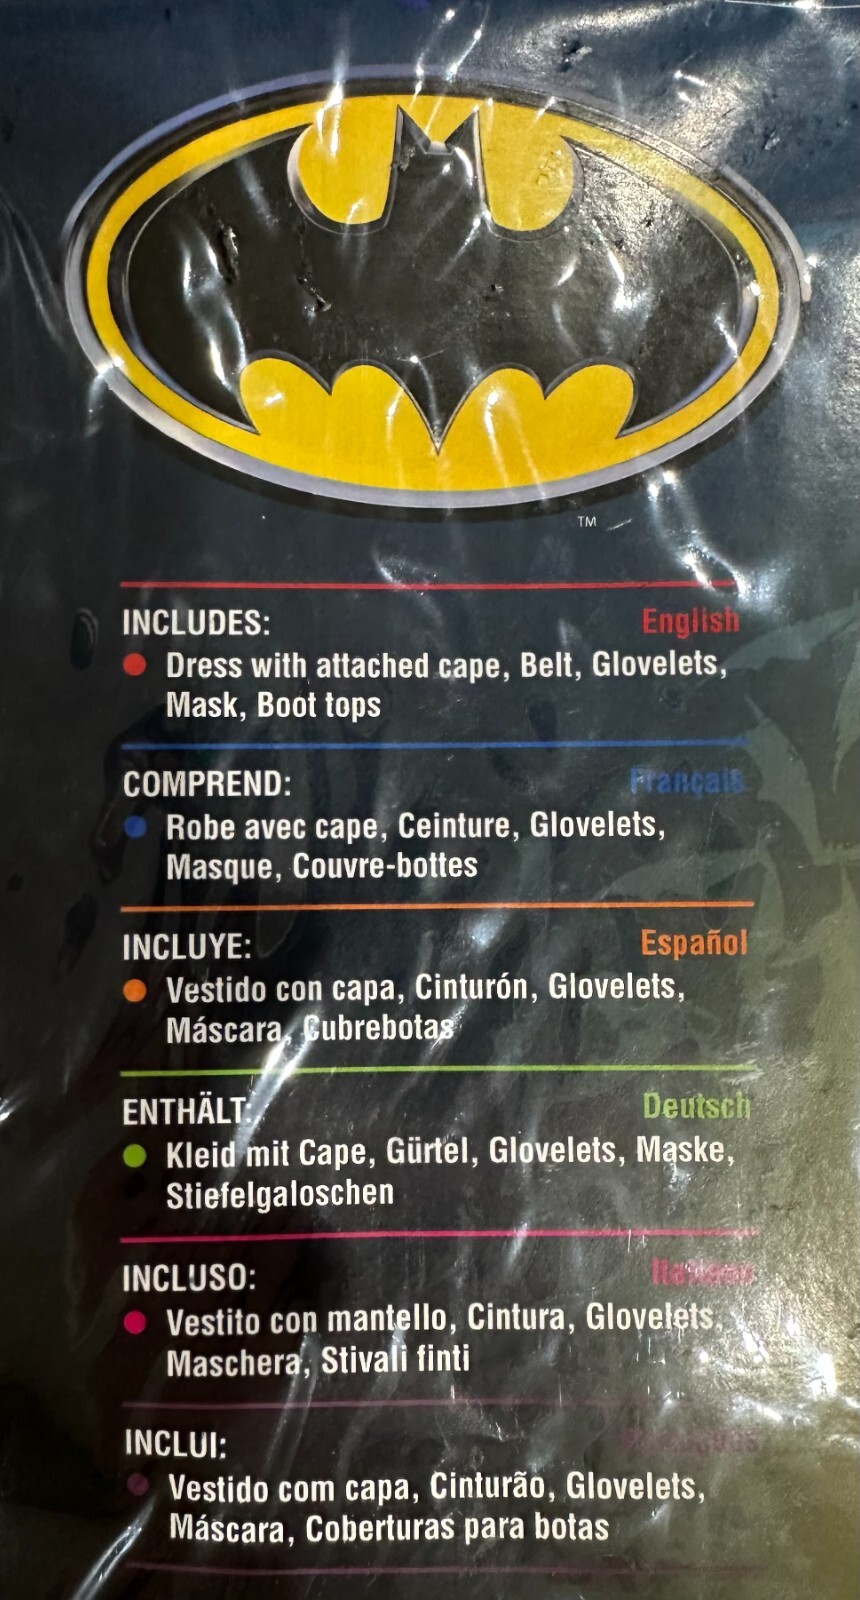 TM
INCLUDES: English
Dress with attached cape, Belt, Glovelets,
Mask, Boot tops
COMPREND: Français
Robe avec cape, Ceinture, Glovelets,
Masque, Couvre-bottes
INCLUYE: Español
Vestido con capa, Cinturón, Glovelets,
Máscara, Cubrebotas
ENTHÄLT: Deutsch
Kleid mit Cape, Gürtel, Glovelets, Maske,
Stiefelgaloschen
INCLUSO: Italiano
Vestito con mantello, Cintura, Glovelets,
Maschera, Stivali finti
INCLUI: Português
Vestido com capa, Cinturão, Glovelets,
Máscara, Coberturas para botas